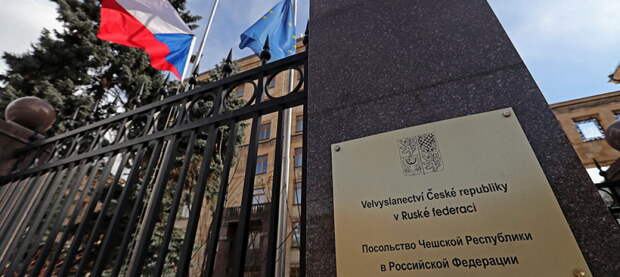 Velvyslanectví České republiky
v Ruské federaci
Посольство Чешской Республики
в Российской Федерации